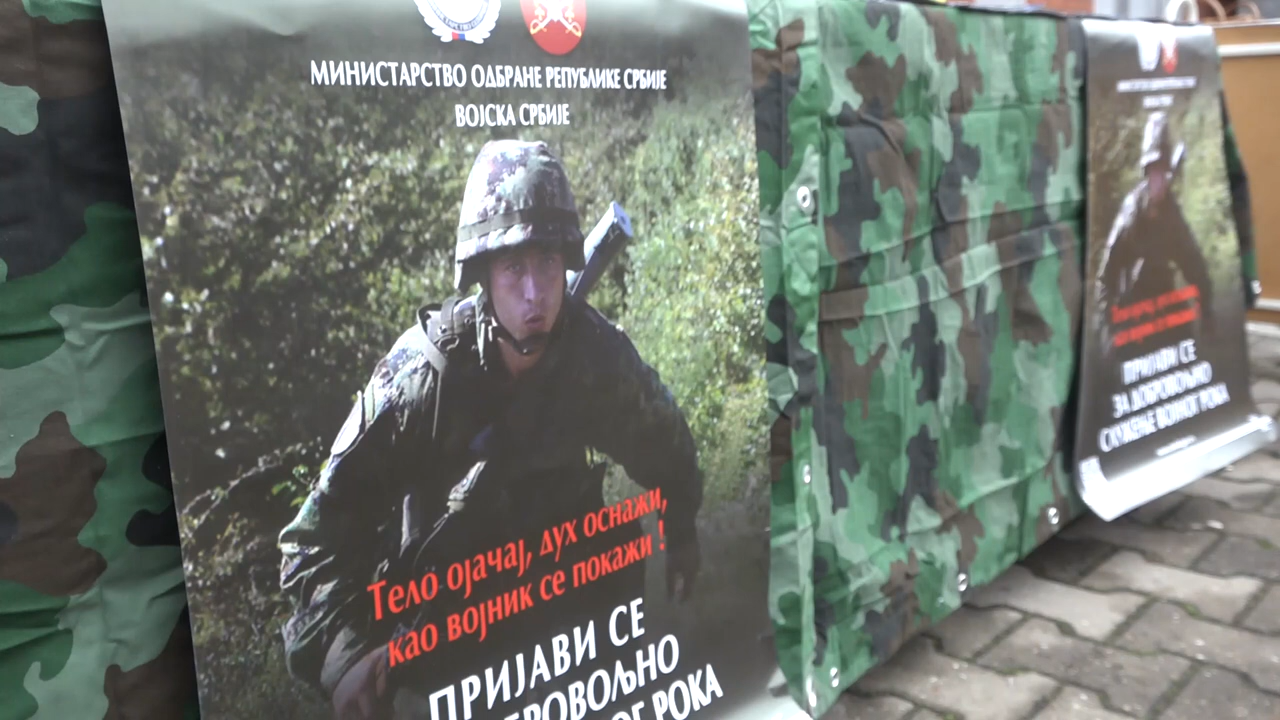 МИНИСТАРСТВО ОДБРАНЕ РЕПУБЛИКЕ СРБИЈЕ
ВОЈСКА СРБИЈЕ
Тело ојачај, дух оснажи,
као војник се покажи !
ПРИЈАВИ СЕ
РОКА
ПРИЈАВИ СЕ
ЗА ДОБРОВОЉНО
СЛУЖЕЊЕ ВОЈНОГ РОКА